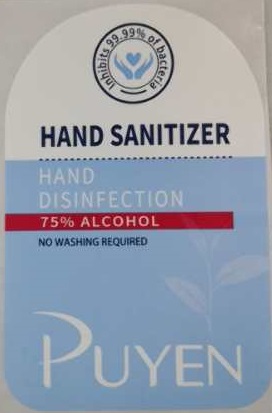 Inhibits 99.99% of bacteria
HAND SANITIZER
HAND
DISINFECTION
75% ALCOHOL
NO WASHING REQUIRED
PUYEN